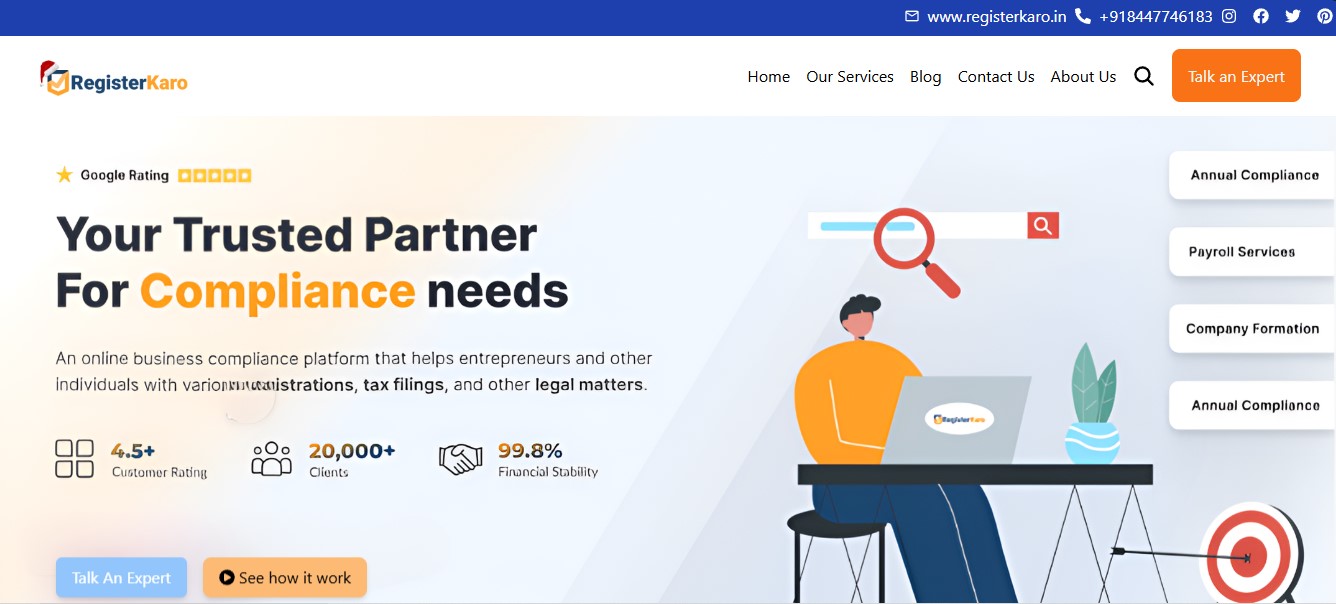 www.registerkaro.in +918447746183
RegisterKaro
Home Our Services Blog Contact Us About Us Talk an Expert
Google Rating
Your Trusted Partner
For Compliance needs
An online business compliance platform that helps entrepreneurs and other
individuals with tax filings, and other legal matters.
4.5+ 20,000+ 99.8%
Customer Rating Clients Financial Stability
Talk An Expert See how it work
RegisterKaro
Annual Compliance
Payroll Services
Company Formation
Annual Compliance